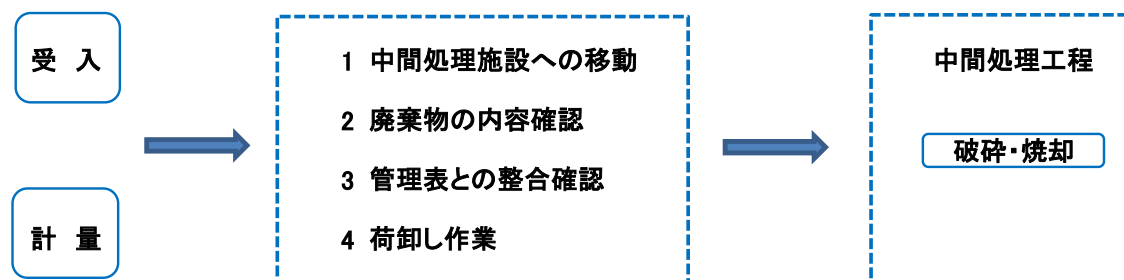 受 入
計 量
1 中間処理施設への移動
2 廃棄物の内容確認
3 管理表との整合確認
4 荷卸し作業
中間処理工程
破砕・焼却